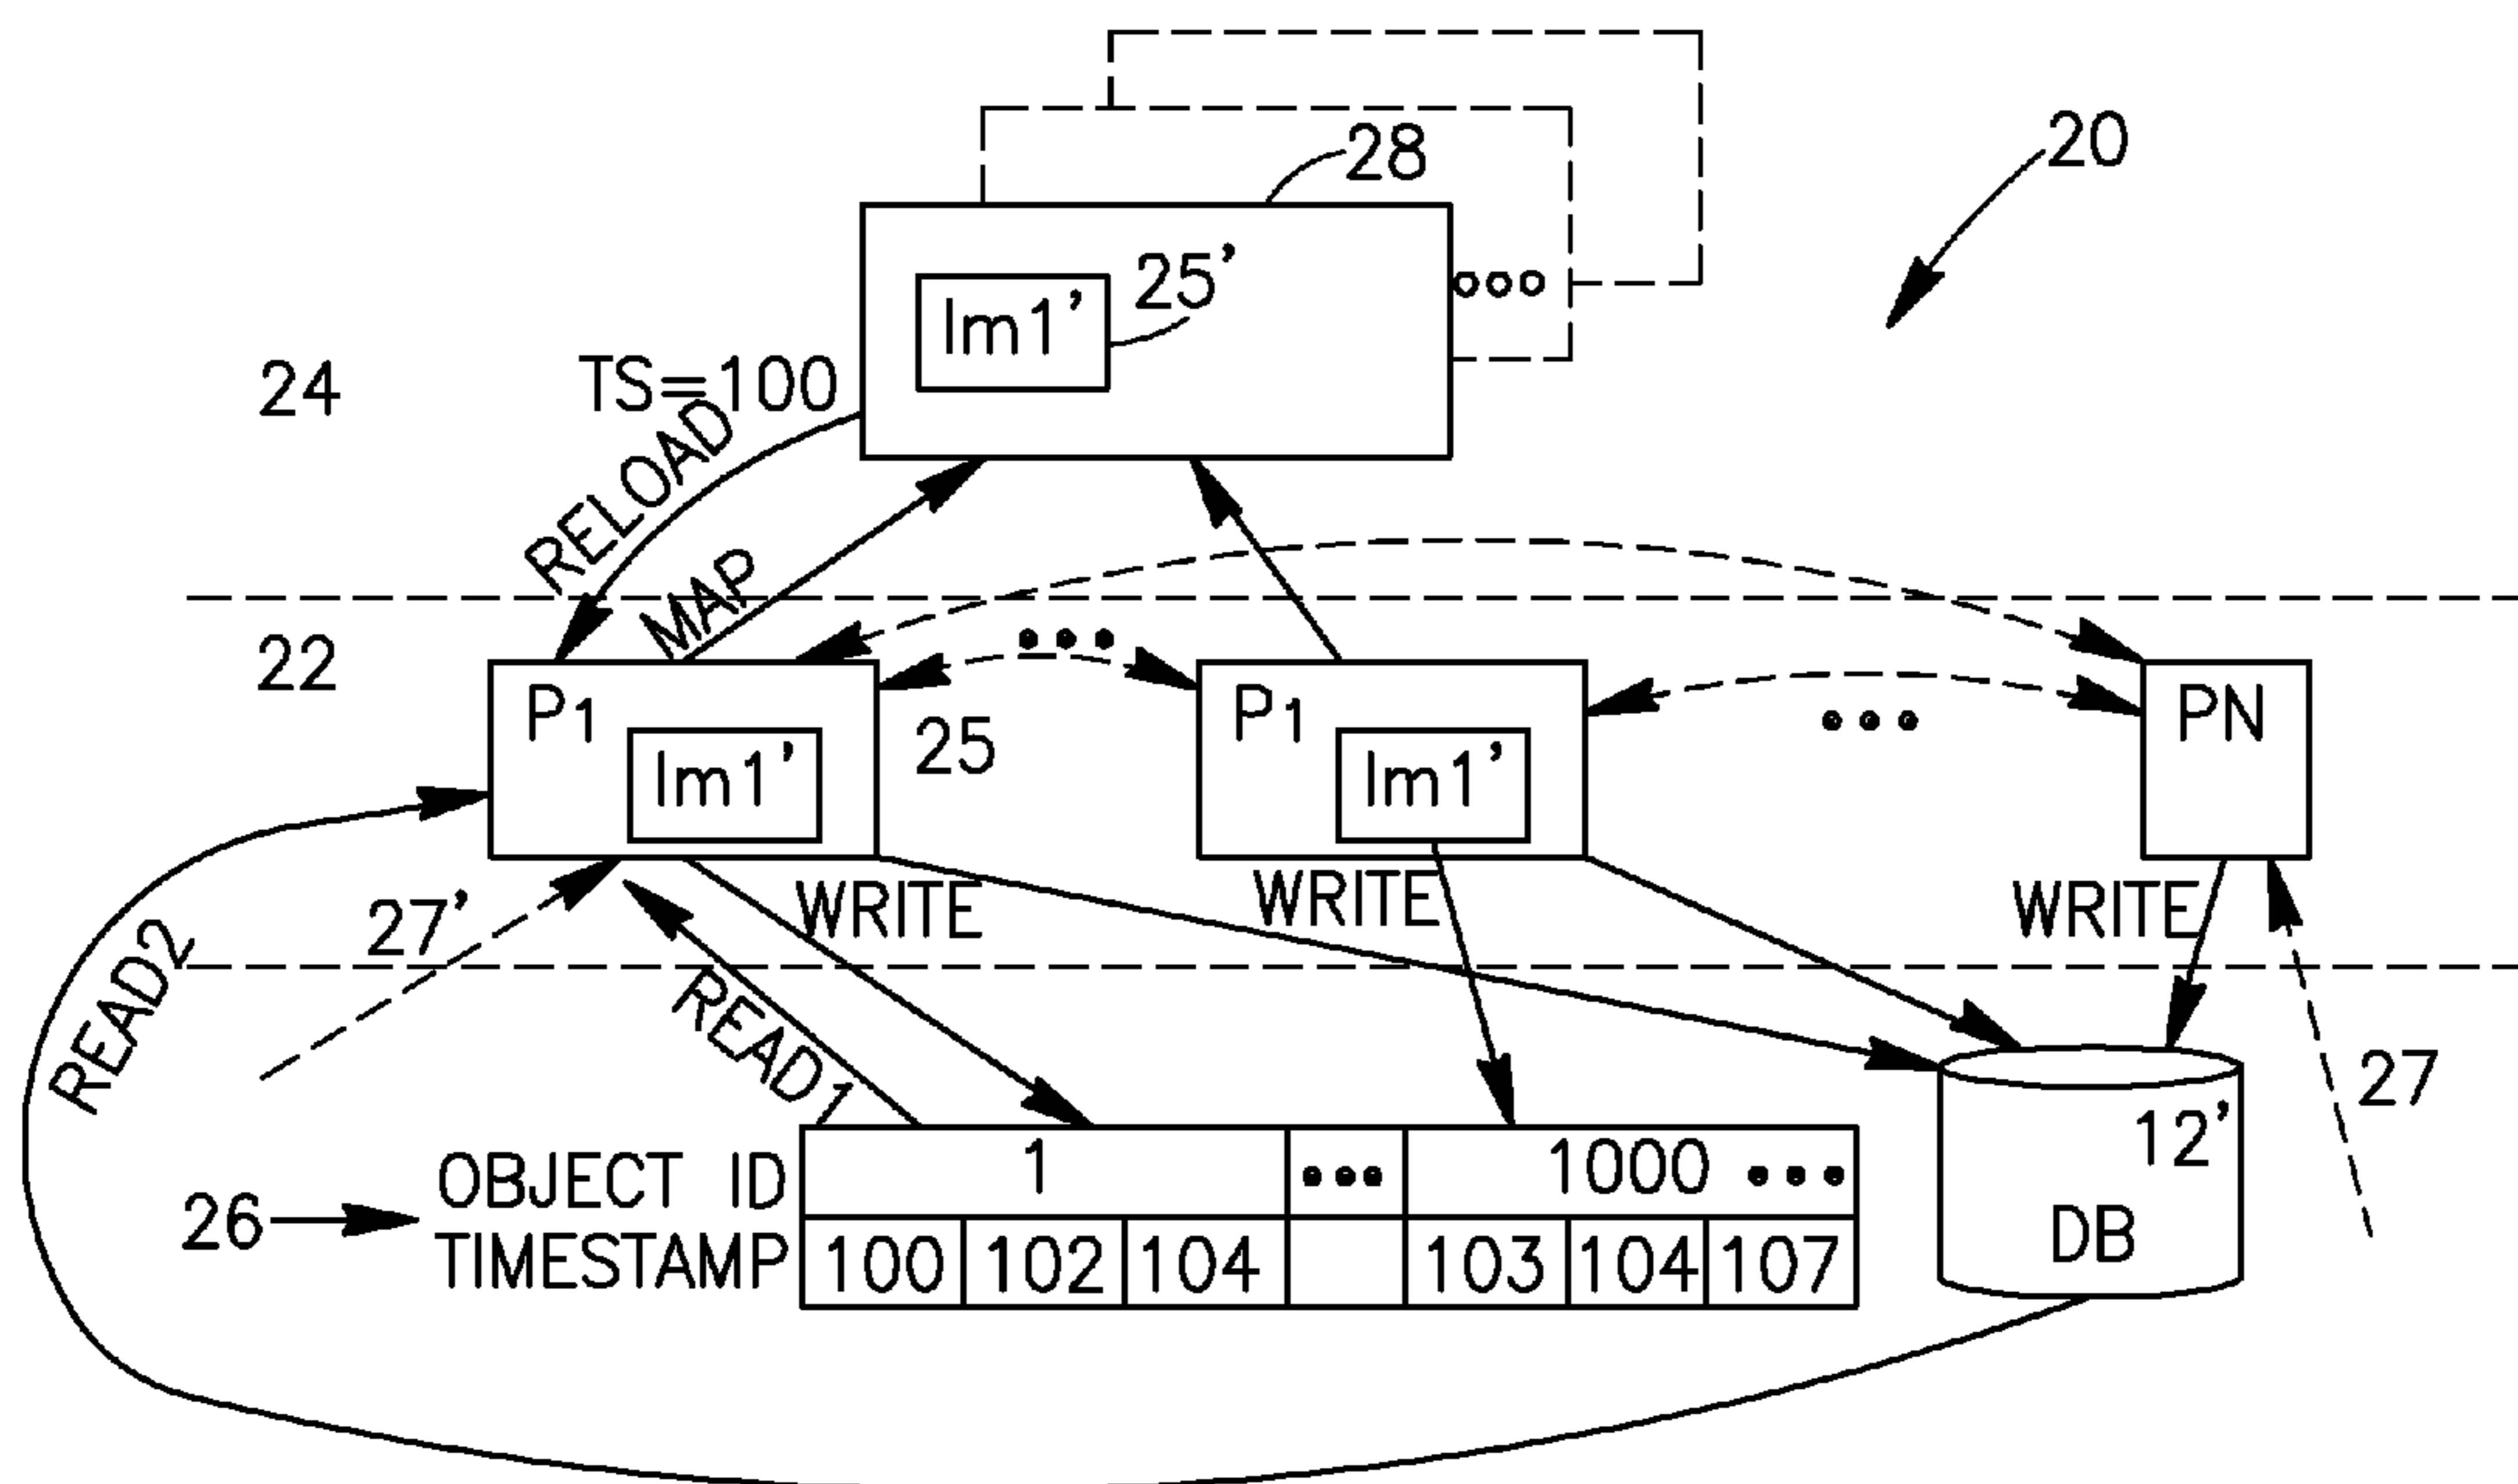 28
20
25'
Im1'
24
TS=100
RELOAD
MAP
22
P1
Im1'
25
P1
Im1'
PN
27'
WRITE
WRITE
WRITE
READ2
READ1
27
12'
DB
26
OBJECT ID 1 ••• 1000 •••
TIMESTAMP 100 102 104 103 104 107